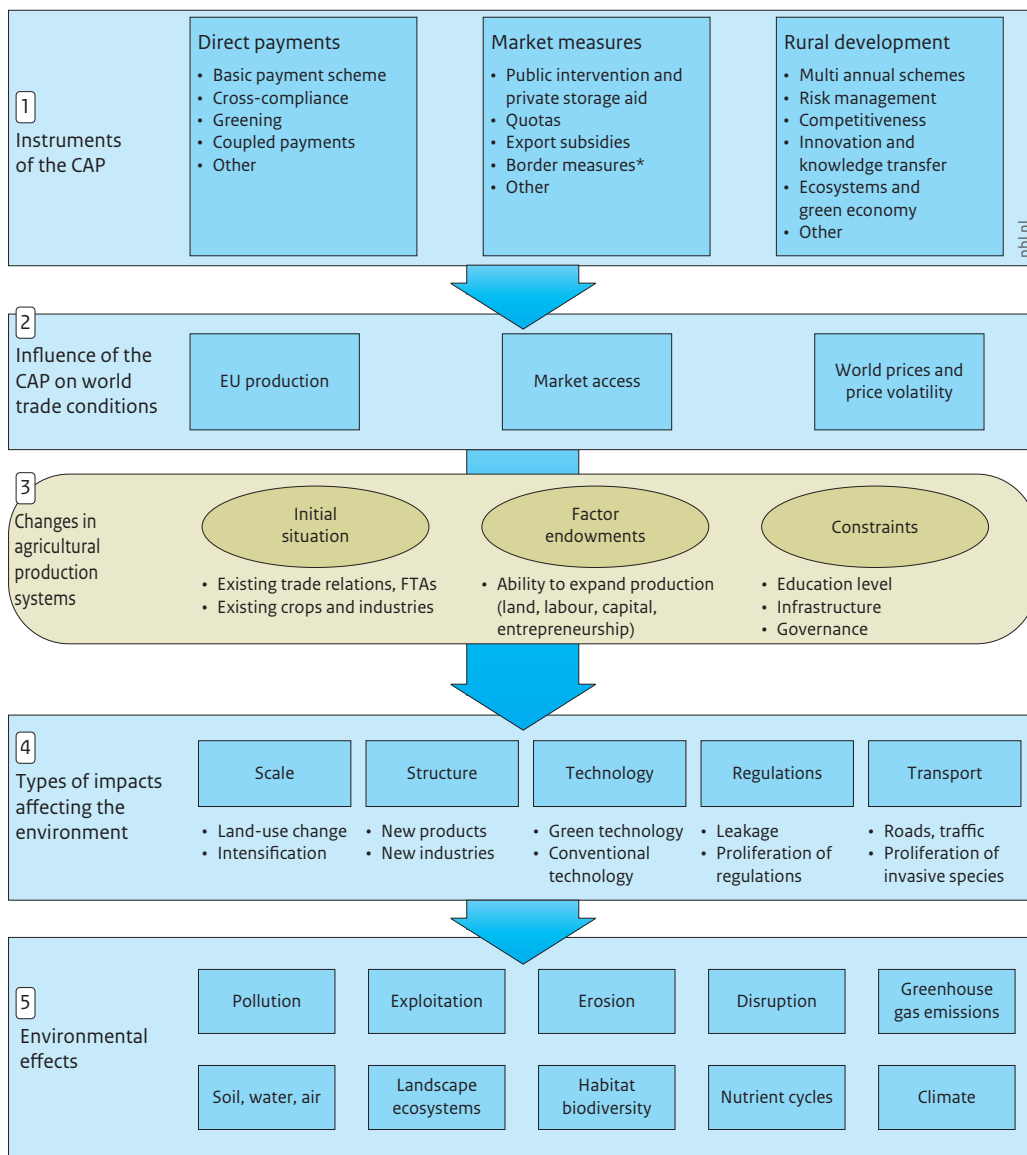 1
Instruments
of the CAP
Direct payments
• Basic payment scheme
• Cross-compliance
• Greening
• Coupled payments
• Other
Market measures
• Public intervention and
private storage aid
• Quotas
• Export subsidies
• Border measures*
• Other
Rural development
• Multi annual schemes
• Risk management
• Competitiveness
• Innovation and
knowledge transfer
• Ecosystems and
green economy
• Other
pbl.nl
2
Influence of the
CAP on world
trade conditions
EU production
Market access
World prices and
price volatility
3
Changes in
agricultural
production
systems
Initial
situation
• Existing trade relations, FTAs
• Existing crops and industries
Factor
endowments
• Ability to expand production
(land, labour, capital,
entrepreneurship)
Constraints
• Education level
• Infrastructure
• Governance
4
Types of impacts
affecting the
environment
Scale
• Land-use change
• Intensification
Structure
• New products
• New industries
Technology
• Green technology
• Conventional
technology
Regulations
• Leakage
• Proliferation of
regulations
Transport
• Roads, traffic
• Proliferation of
invasive species
5
Environmental
effects
Pollution
Exploitation
Erosion
Disruption
Greenhouse
gas emissions
Soil, water, air
Landscape
ecosystems
Habitat
biodiversity
Nutrient cycles
Climate